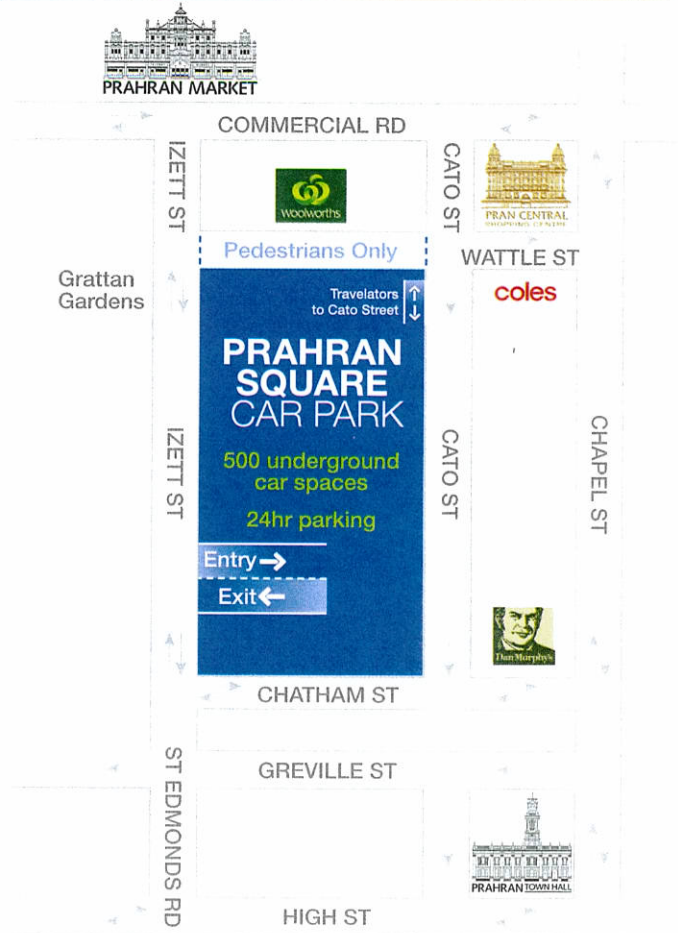 PRAHRAN MARKET
COMMERCIAL RD
IZETT ST
Woolworths
CATO ST
PRAN CENTRAL
SHOPPING CENTRE
Pedestrians Only
WATTLE ST
Grattan
Gardens
Travelators
to Cato Street
coles
PRAHRAN
SQUARE
CAR PARK
500 underground
car spaces
24hr parking
IZETT ST
CATO ST
CHAPEL ST
Entry
Exit
Dan Murphy's
CHATHAM ST
GREVILLE ST
ST EDMONDS RD
PRAHRAN TOWN HALL
HIGH ST